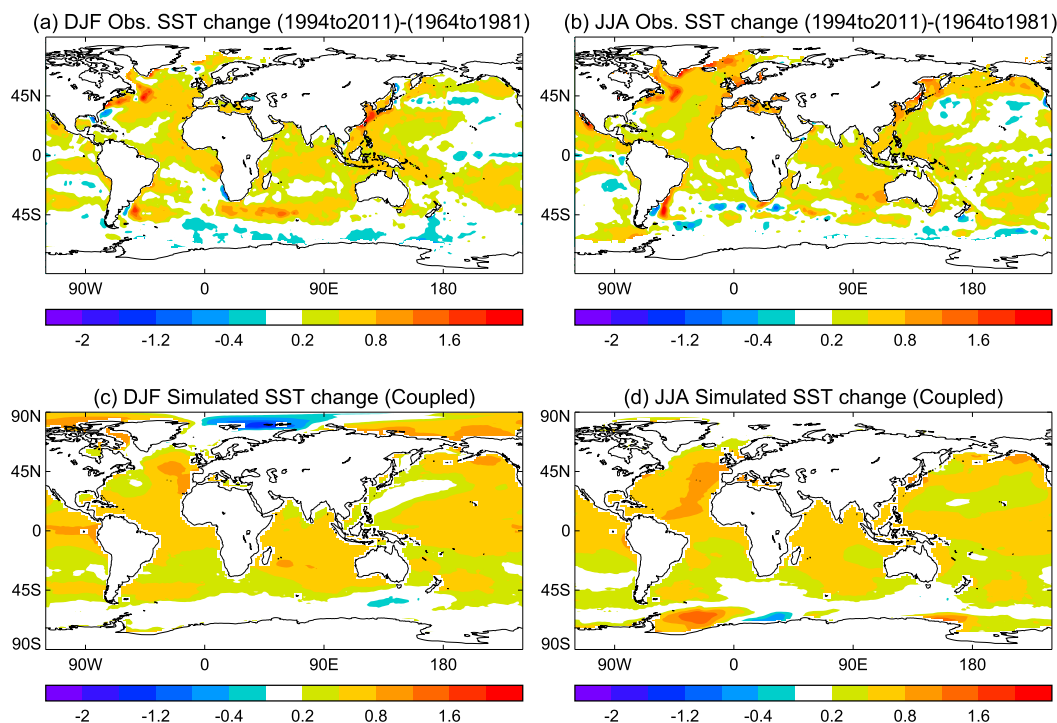 (a) DJF Obs. SST change (1994to2011)-(1964to1981)
(b) JJA Obs. SST change (1994to2011)-(1964to1981)
45N
0
45S
45N
0
45S
90W 0 90E 180
90W 0 90E 180
-2 -1.2 -0.4 0.2 0.8 1.6
-2 -1.2 -0.4 0.2 0.8 1.6
(c) DJF Simulated SST change (Coupled)
(d) JJA Simulated SST change (Coupled)
90N
45N
0
45S
90S
90N
45N
0
45S
90S
90W 0 90E 180
90W 0 90E 180
-2 -1.2 -0.4 0.2 0.8 1.6
-2 -1.2 -0.4 0.2 0.8 1.6